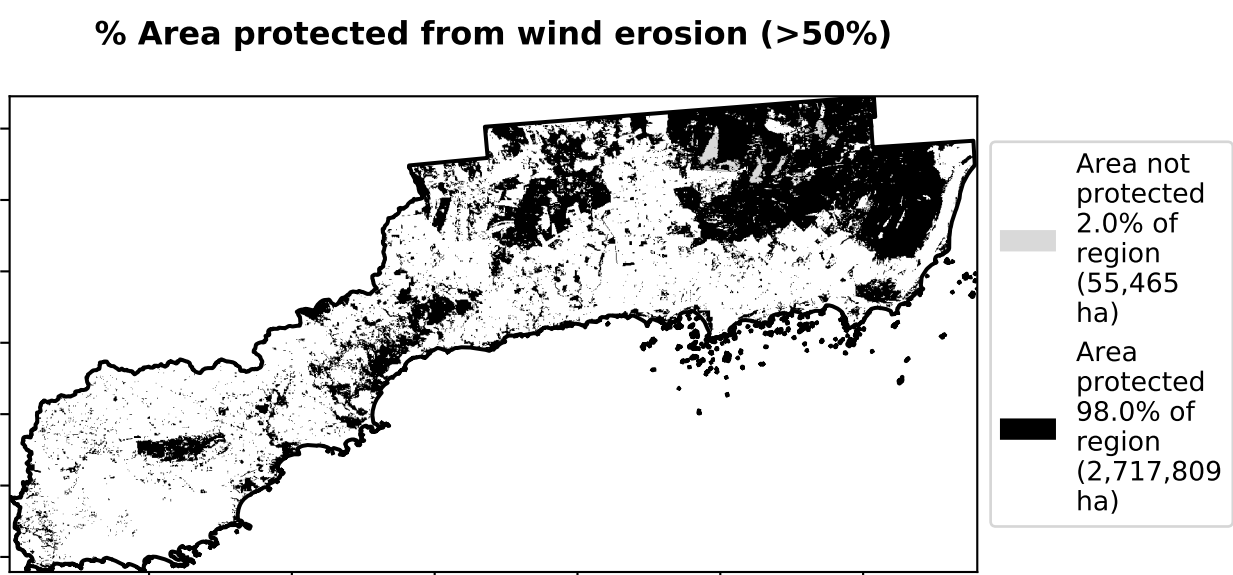 % Area protected from wind erosion (>50%)
Area not
protected
2.0% of
region
(55,465
ha)
Area
protected
98.0% of
region
(2,717,809
ha)